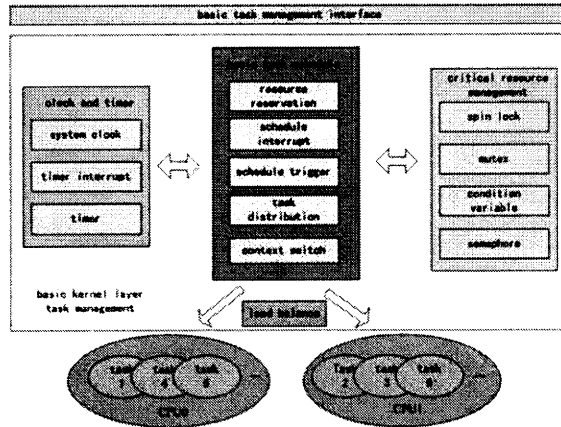 basic task management interface
clock and timer
system clock
timer interrupt
timer
resource
reservation
schedule
interrupt
schedule trigger
task
distribution
context switch
critical resource
management
spin lock
mutex
condition
variable
semaphore
basic kernel layer
task management
load balance
task
1
task
4
task
6
...
CPU0
Task
2
task
3
task
...
CPU1